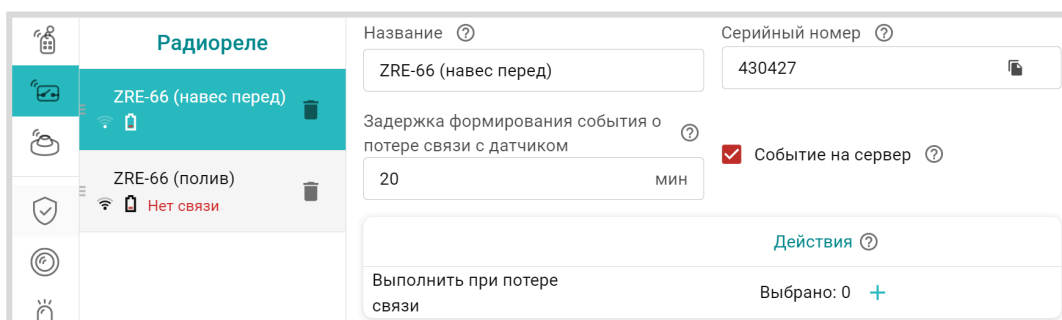 Радиореле
ZRE-66 (навес перед)
ZRE-66 (полив)
Нет связи
Название
ZRE-66 (навес перед)
Серийный номер
430427
Задержка формирования события о
потере связи с датчиком
20 мин
Событие на сервер
Действия
Выполнить при потере
связи
Выбрано: 0 +